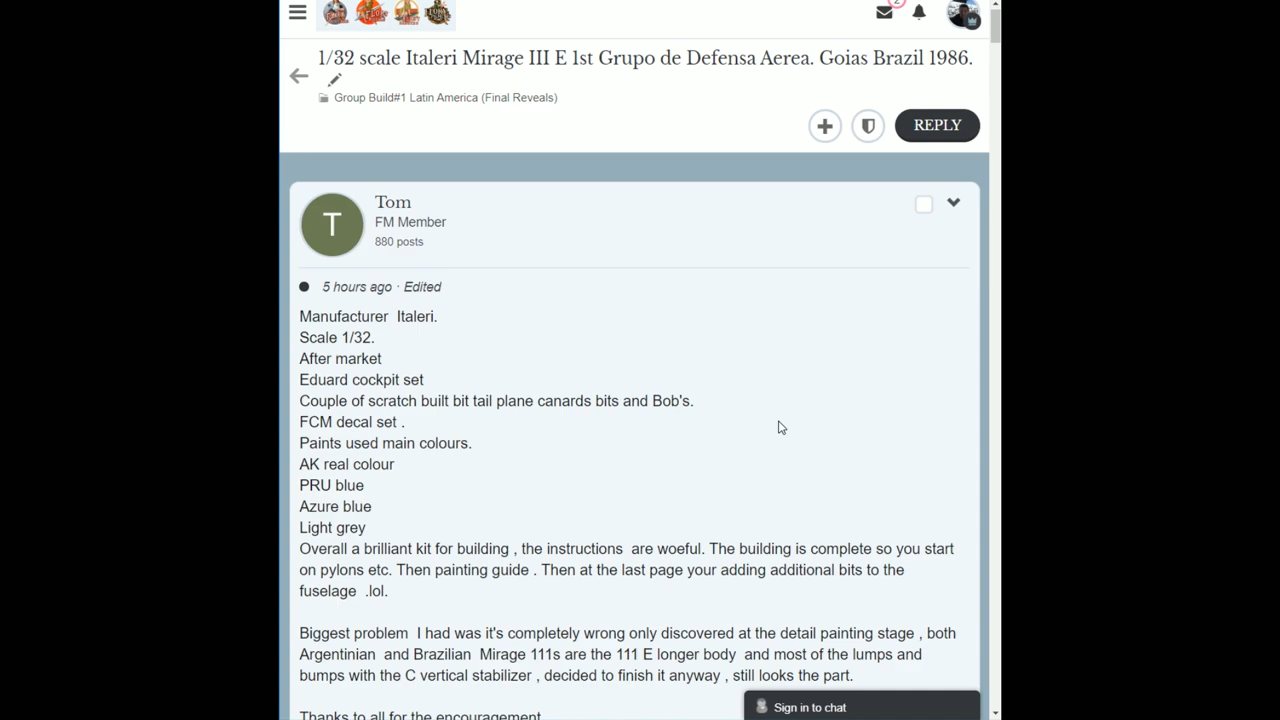 2
1/32 scale Italeri Mirage III E 1st Grupo de Defensa Aerea. Goias Brazil 1986.
Group Build#1 Latin America (Final Reveals)
REPLY
T
Tom
FM Member
880 posts
5 hours ago · Edited
Manufacturer  Italeri.
Scale 1/32.
After market
Eduard cockpit set
Couple of scratch built bit tail plane canards bits and Bob's.
FCM decal set .
Paints used main colours.
AK real colour
PRU blue
Azure blue
Light grey
Overall a brilliant kit for building , the instructions  are woeful. The building is complete so you start
on pylons etc. Then painting guide . Then at the last page your adding additional bits to the
fuselage  .lol.
Biggest problem  I had was it's completely wrong only discovered at the detail painting stage , both
Argentinian  and Brazilian  Mirage 111s are the 111 E longer body  and most of the lumps and
bumps with the C vertical stabilizer , decided to finish it anyway , still looks the part.
Thanks to all for the encouragement
Sign in to chat